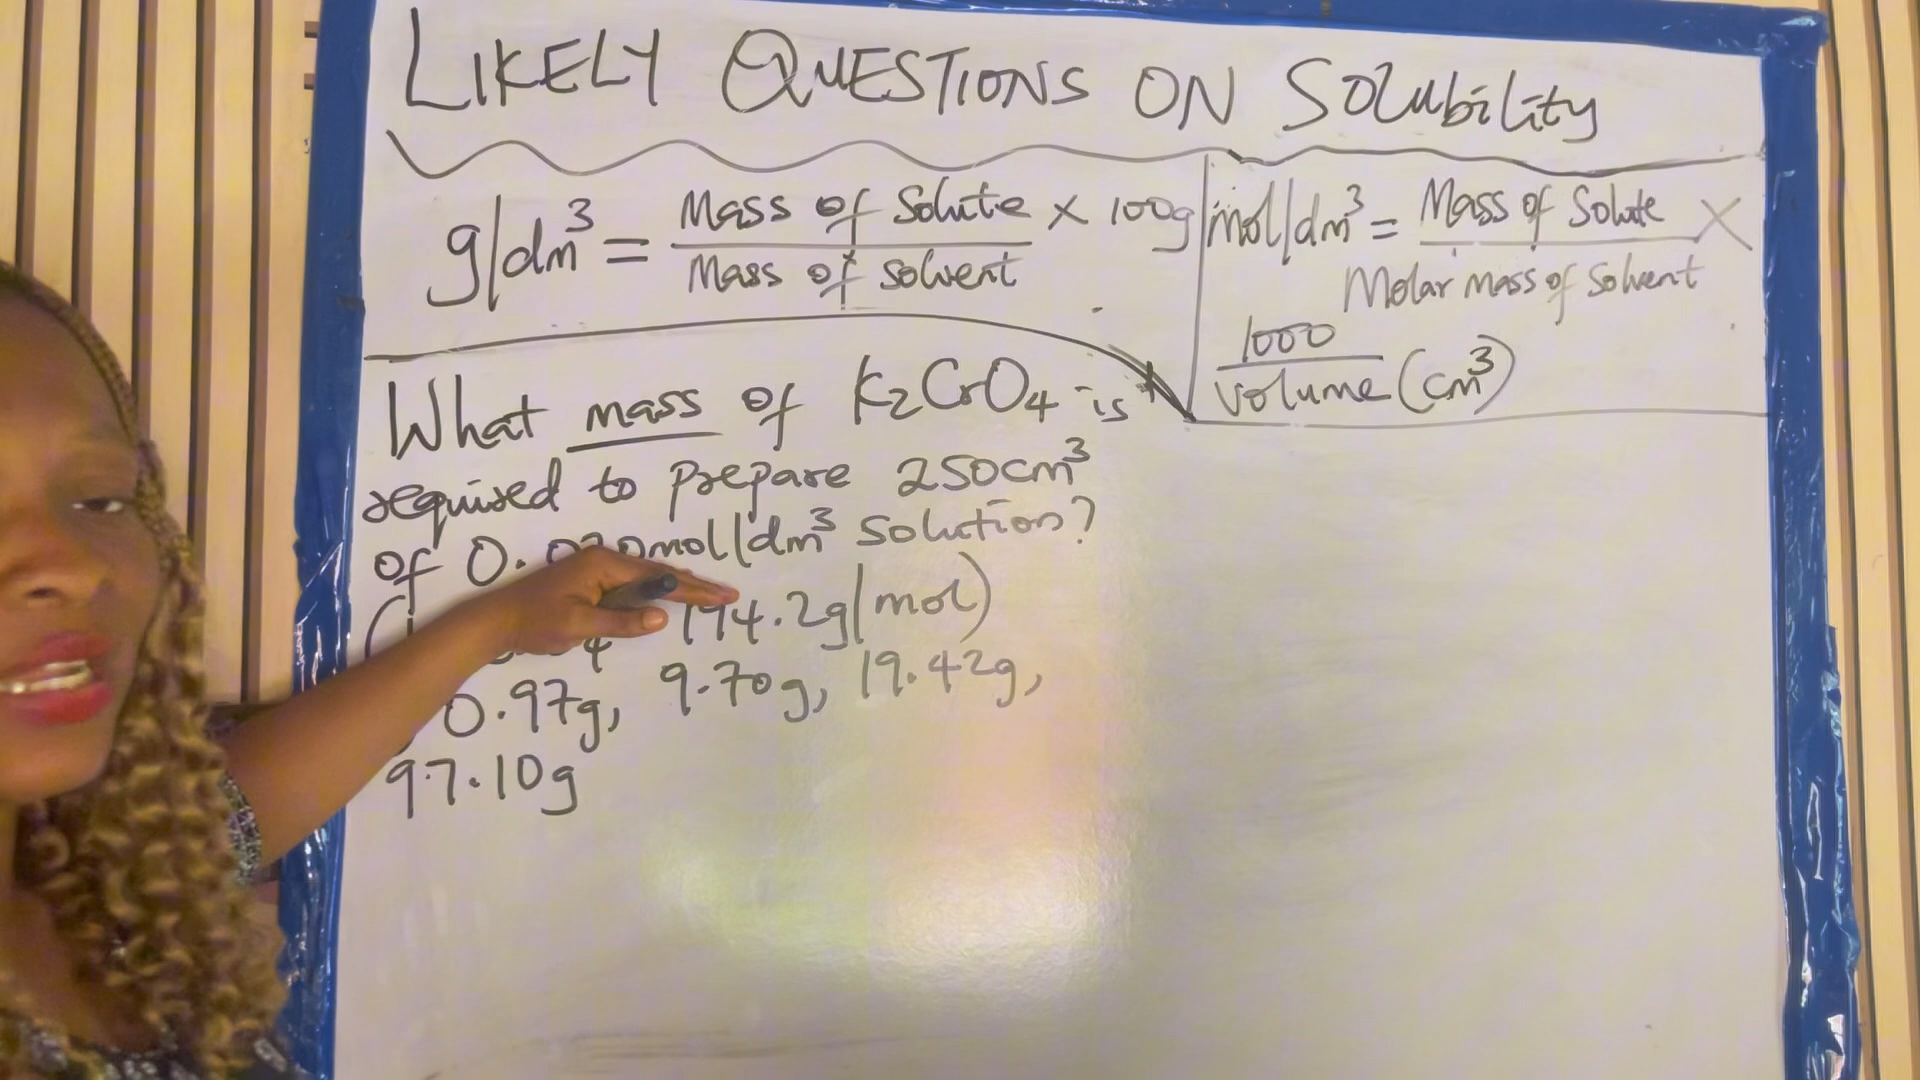 LIKELY QUESTIONS ON SOlubility
g/dm³ = Mass of Solute / Mass of solvent × 100g
mol/dm³ = Mass of Solute / Molar mass of Solvent ×
1000 / volume (cm³)
What mass of K₂CrO₄ is
required to prepare 250cm³
of mol/dm³ solution?
194.2g/mol)
0.97g, 9.70g, 19.42g,
97.10g